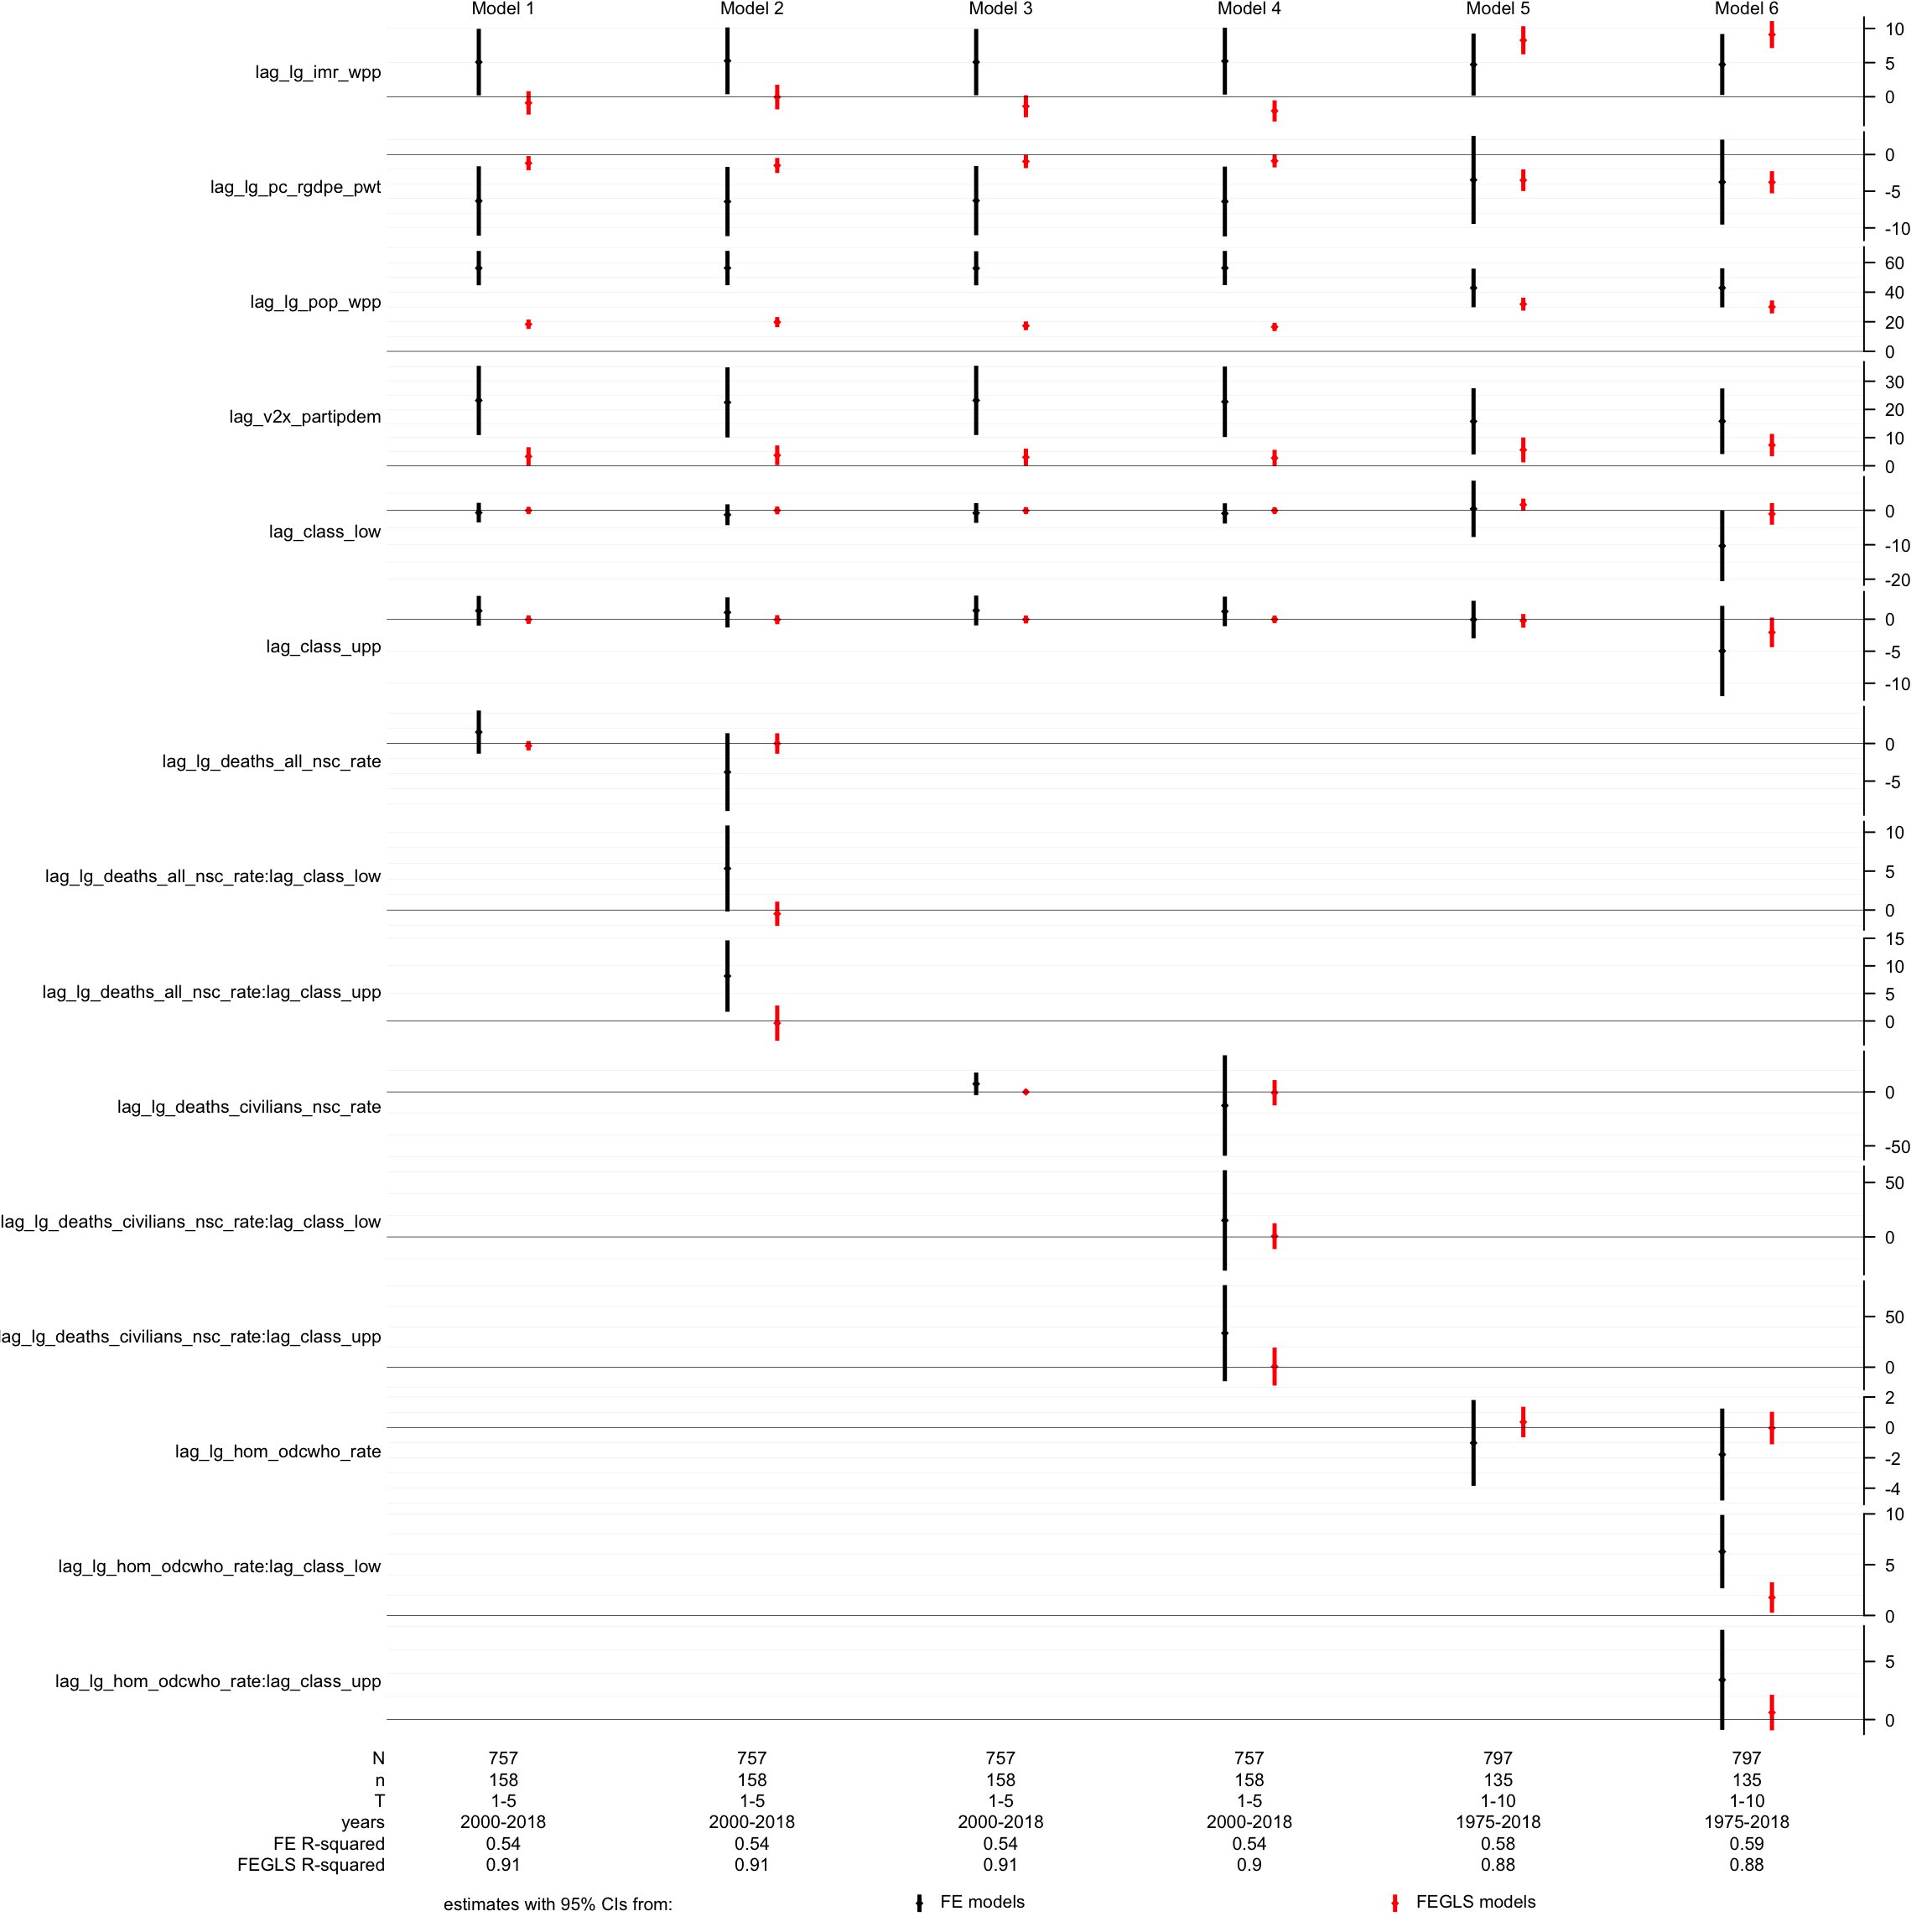 Model 1 Model 2 Model 3 Model 4 Model 5 Model 6
lag_lg_imr_wpp
10
5
0
lag_lg_pc_rgdpe_pwt
0
-5
-10
lag_lg_pop_wpp
60
40
20
0
lag_v2x_partipdem
30
20
10
0
lag_class_low
0
-10
-20
lag_class_upp
0
-5
-10
lag_lg_deaths_all_nsc_rate
0
-5
lag_lg_deaths_all_nsc_rate:lag_class_low
10
5
0
lag_lg_deaths_all_nsc_rate:lag_class_upp
15
10
5
0
lag_lg_deaths_civilians_nsc_rate
0
-50
lag_lg_deaths_civilians_nsc_rate:lag_class_low
50
0
lag_lg_deaths_civilians_nsc_rate:lag_class_upp
50
0
lag_lg_hom_odcwho_rate
2
0
-2
-4
lag_lg_hom_odcwho_rate:lag_class_low
10
5
0
lag_lg_hom_odcwho_rate:lag_class_upp
5
0
N 757 757 757 757 797 797
n 158 158 158 158 135 135
T 1-5 1-5 1-5 1-5 1-10 1-10
years 2000-2018 2000-2018 2000-2018 2000-2018 1975-2018 1975-2018
FE R-squared 0.54 0.54 0.54 0.54 0.58 0.59
FEGLS R-squared 0.91 0.91 0.91 0.9 0.88 0.88
estimates with 95% CIs from: FE models FEGLS models